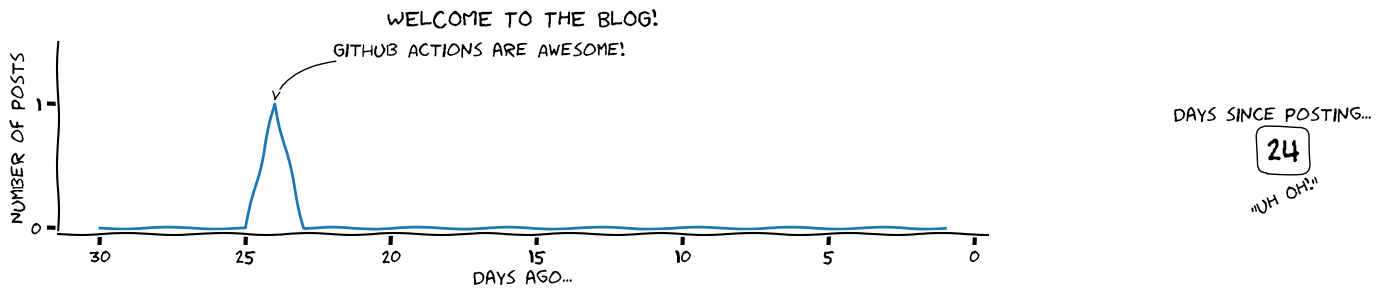 WELCOME TO THE BLOG!
GITHUB ACTIONS ARE AWESOME!
NUMBER OF POSTS
1
0
30 25 20 15 10 5 0
DAYS AGO...
DAYS SINCE POSTING...
24
"UH OH!"